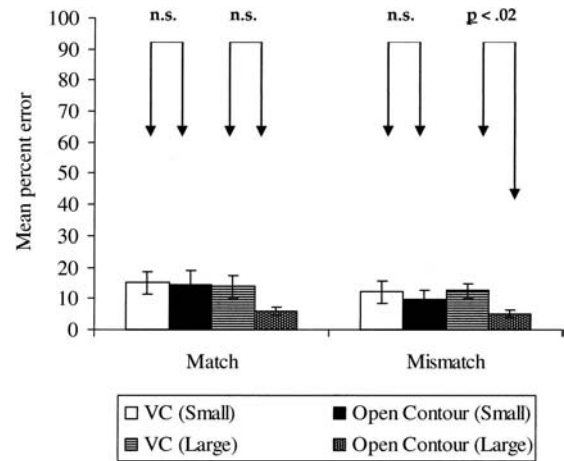 n.s. n.s. n.s. p < .02
100
90
80
70
60
50
40
30
20
10
0
Mean percent error
Match Mismatch
VC (Small) Open Contour (Small)
VC (Large) Open Contour (Large)